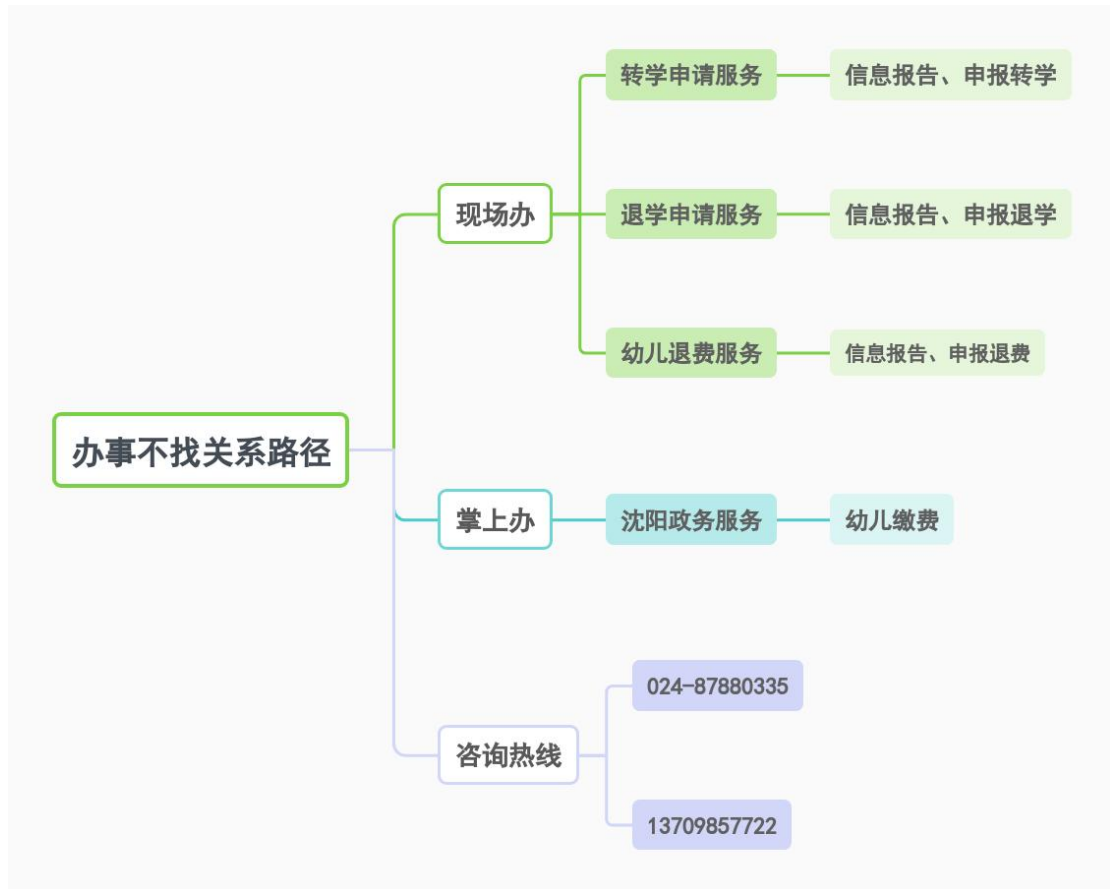 办事不找关系路径
现场办
转学申请服务
信息报告、申报转学
退学申请服务
信息报告、申报退学
幼儿退费服务
信息报告、申报退费
掌上办
沈阳政务服务
幼儿缴费
咨询热线
024-87880335
13709857722